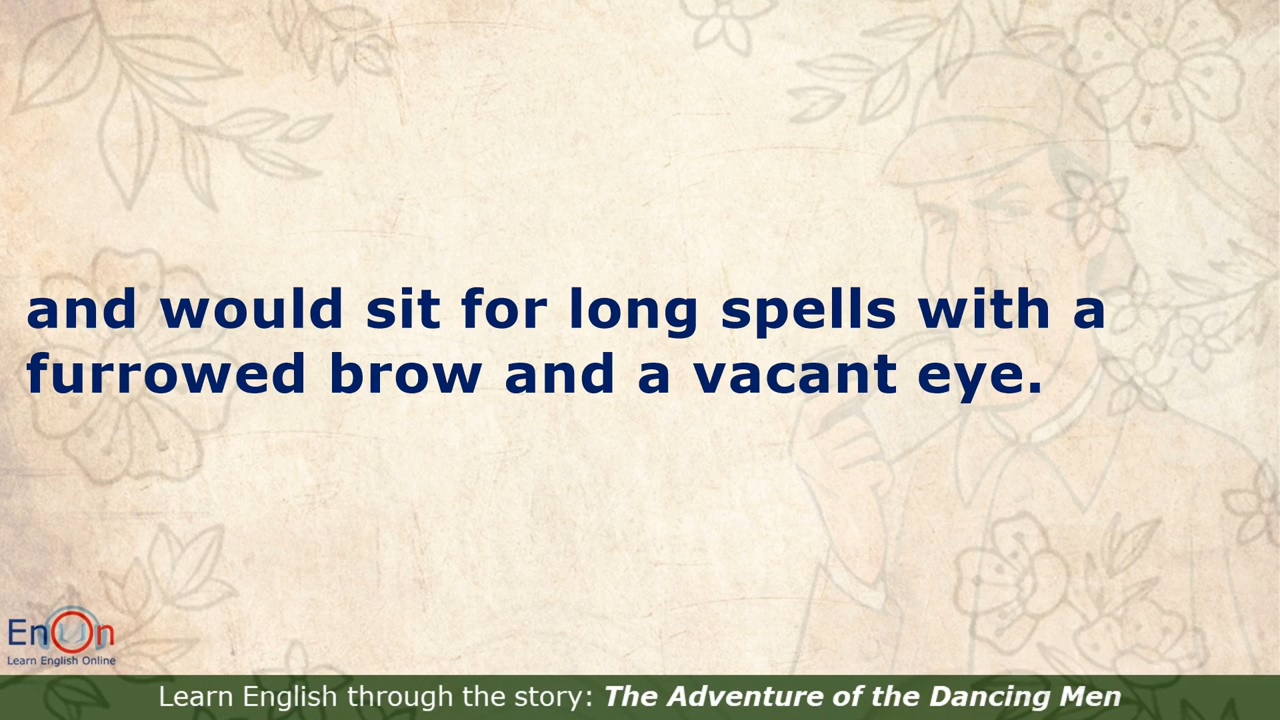 and would sit for long spells with a
furrowed brow and a vacant eye.
EnOn
Learn English Online
Learn English through the story: The Adventure of the Dancing Men